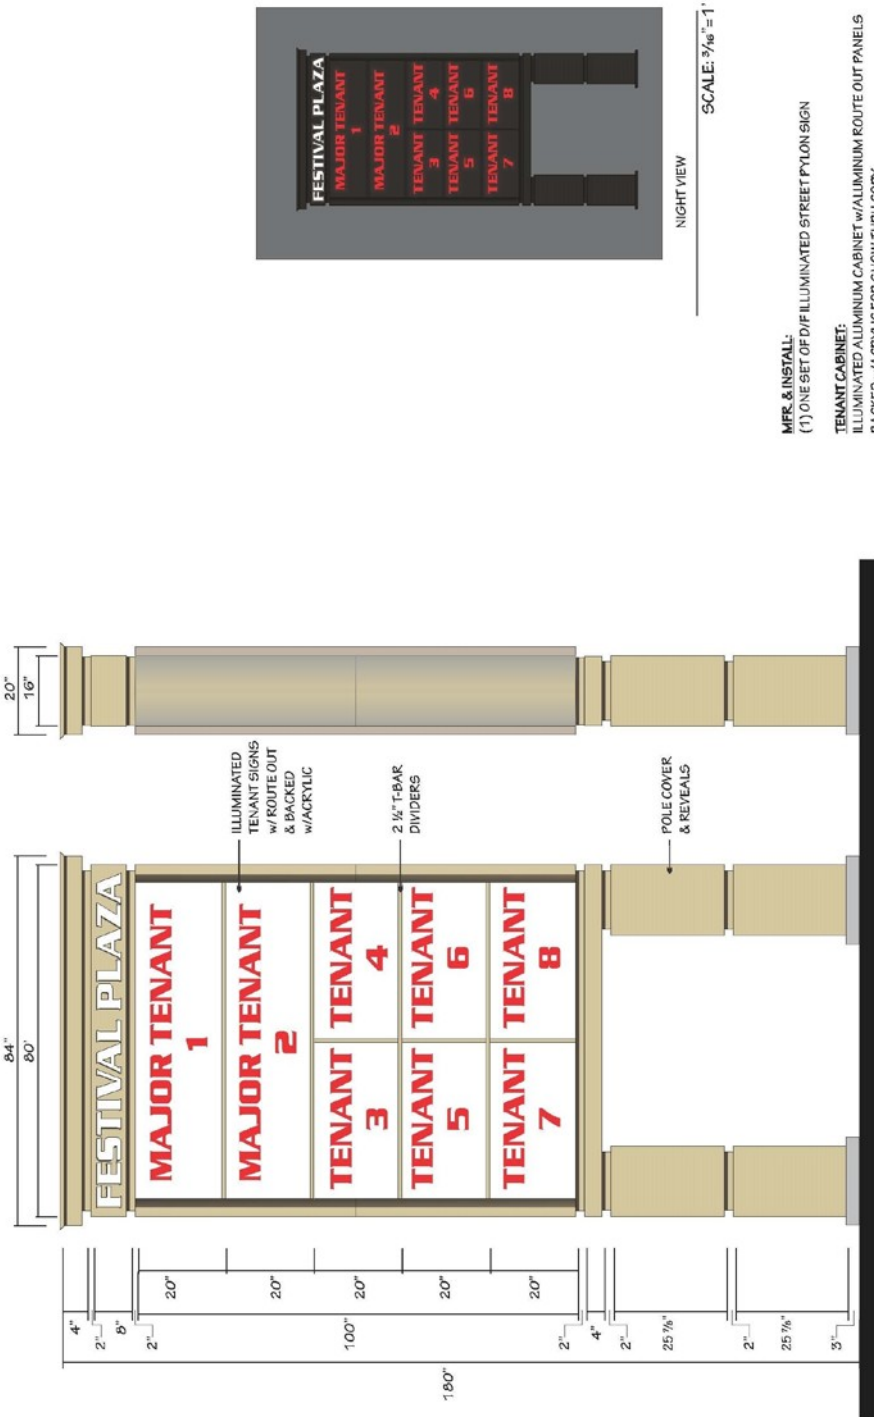 84"
80'
20"
16"
FESTIVAL PLAZA
MAJOR TENANT
1
MAJOR TENANT
2
TENANT
3
TENANT
4
TENANT
5
TENANT
6
TENANT
7
TENANT
8
ILLUMINATED
TENANT SIGNS
w/ ROUTE OUT
& BACKED
w/ACRYLIC
2 ½" T-BAR
DIVIDERS
POLE COVER
& REVEALS
4"
2"
8"
2"
20"
20"
20"
20"
20"
100"
2"
4"
2"
25 ⅞"
2"
25 ⅞"
3"
180"
FESTIVAL PLAZA
MAJOR TENANT
1
MAJOR TENANT
2
TENANT
3
TENANT
4
TENANT
5
TENANT
6
TENANT
7
TENANT
8
NIGHT VIEW
SCALE: 3⁄16" = 1'
MFR. & INSTALL:
(1) ONE SET OF D/F ILLUMINATED STREET PYLON SIGN
TENANT CABINET:
ILLUMINATED ALUMINUM CABINET w/ALUMINUM ROUTE OUT PANELS